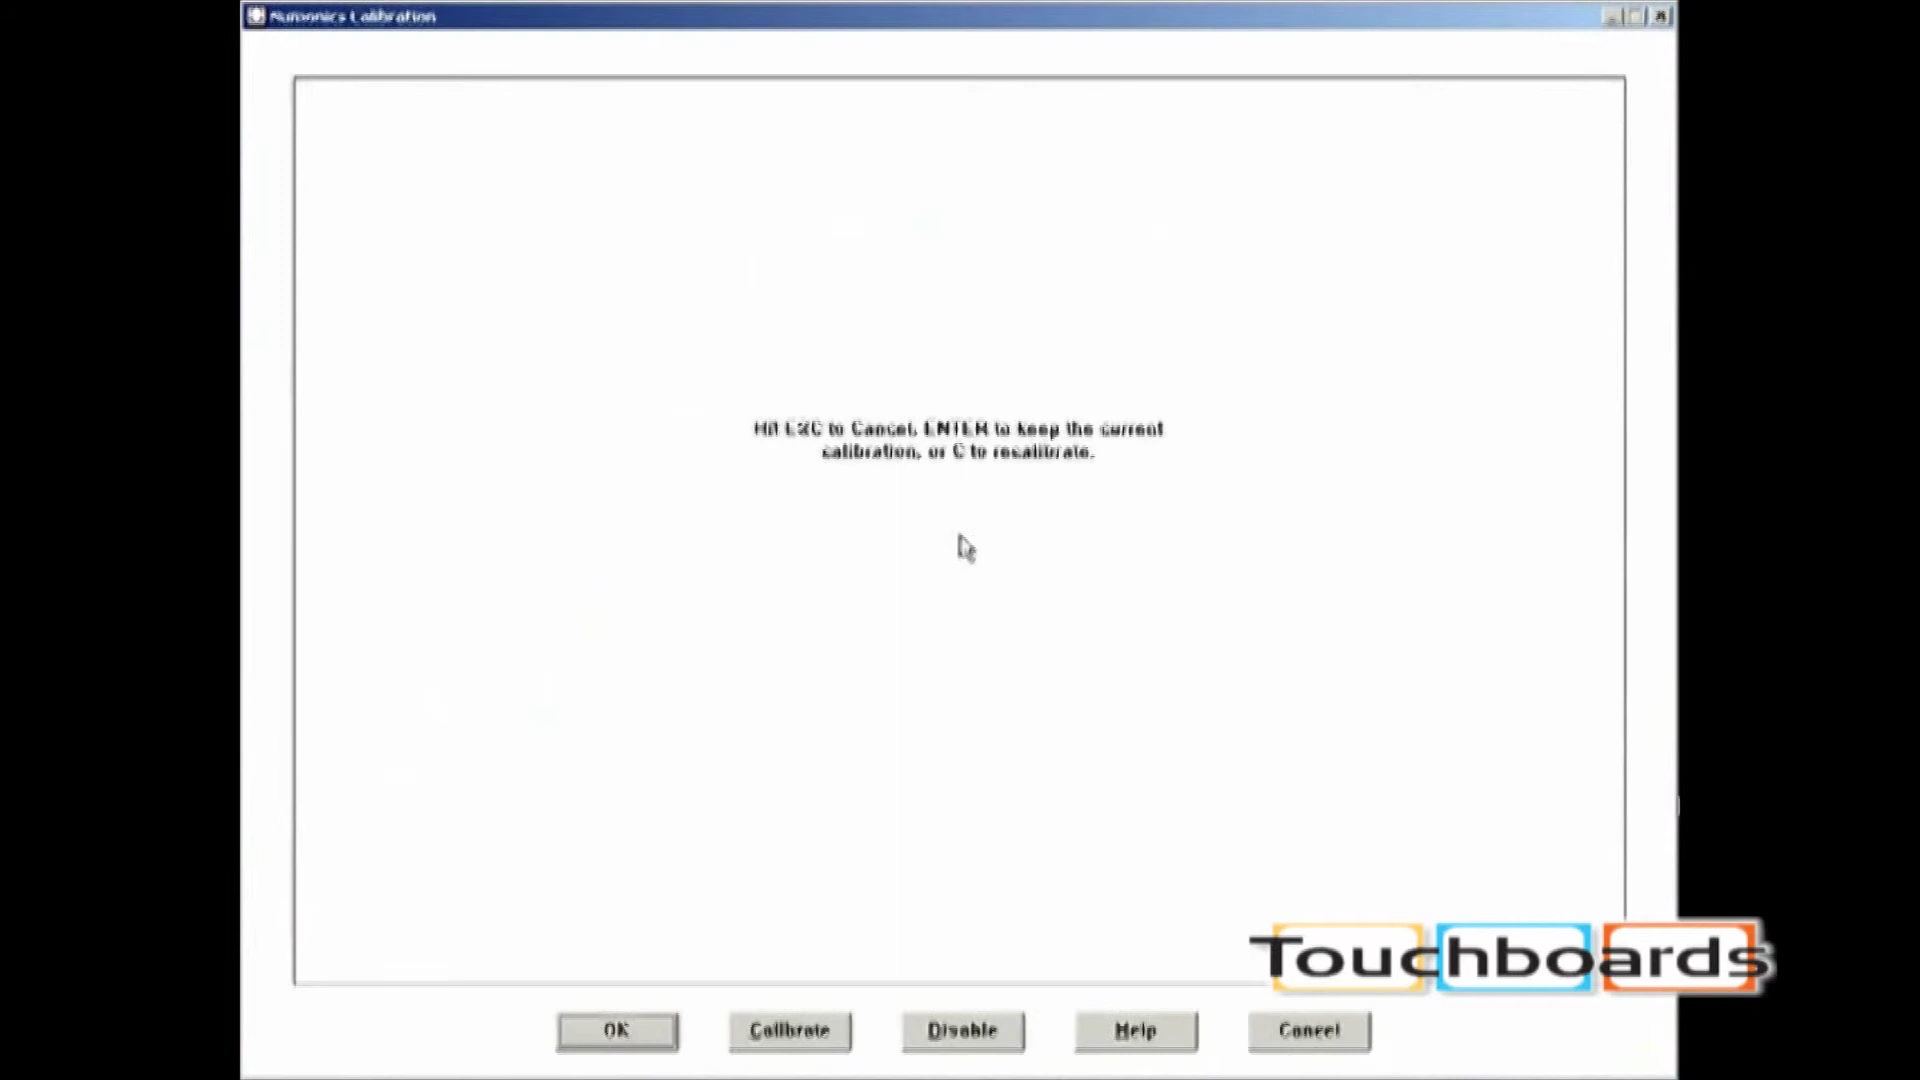 Numonics Calibration
Hit ESC to Cancel, ENTER to keep the current
calibration, or C to recalibrate.
Touchboards
OK
Calibrate
Disable
Help
Cancel